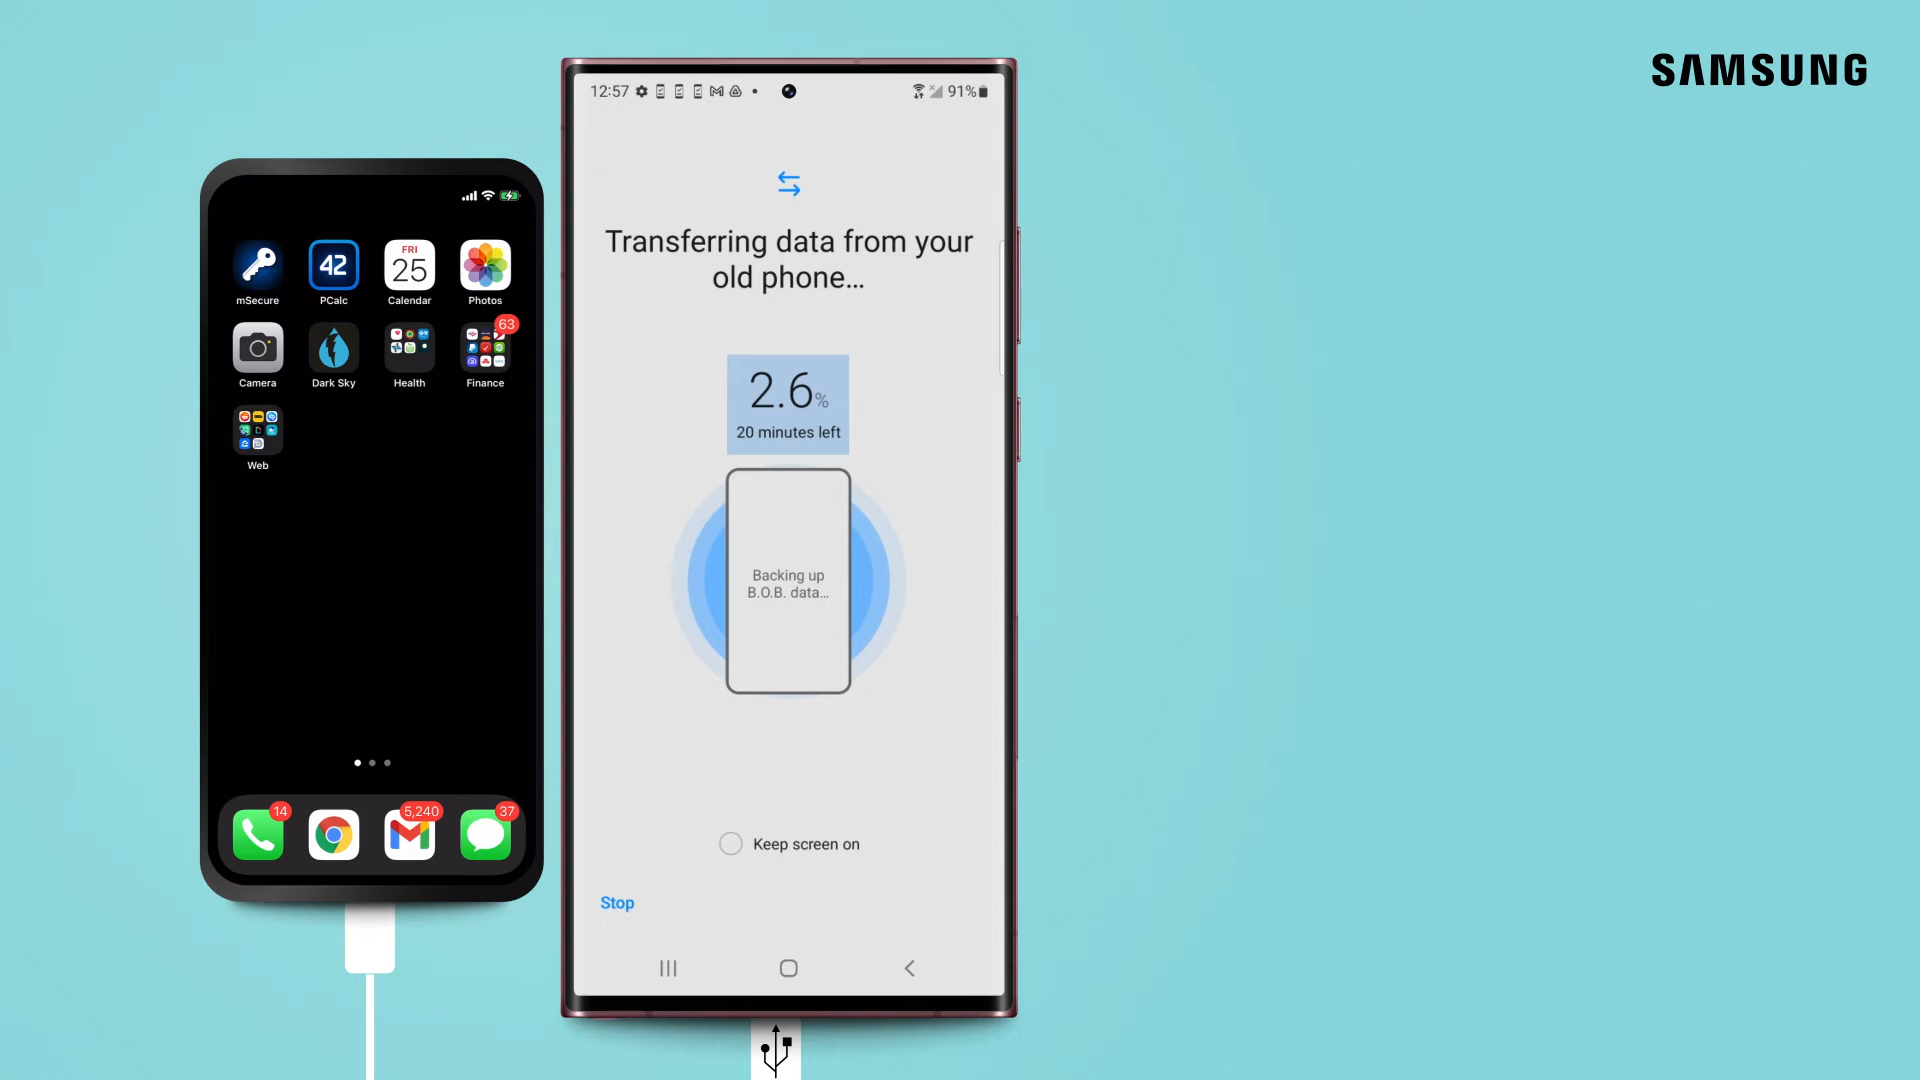 SAMSUNG
mSecure
42
PCalc
FRI
25
Calendar
Photos
Camera
Dark Sky
Health
63
Finance
Web
14
5,240
37
12:57
91%
Transferring data from your
old phone...
2.6%
20 minutes left
Backing up
B.O.B. data...
Keep screen on
Stop